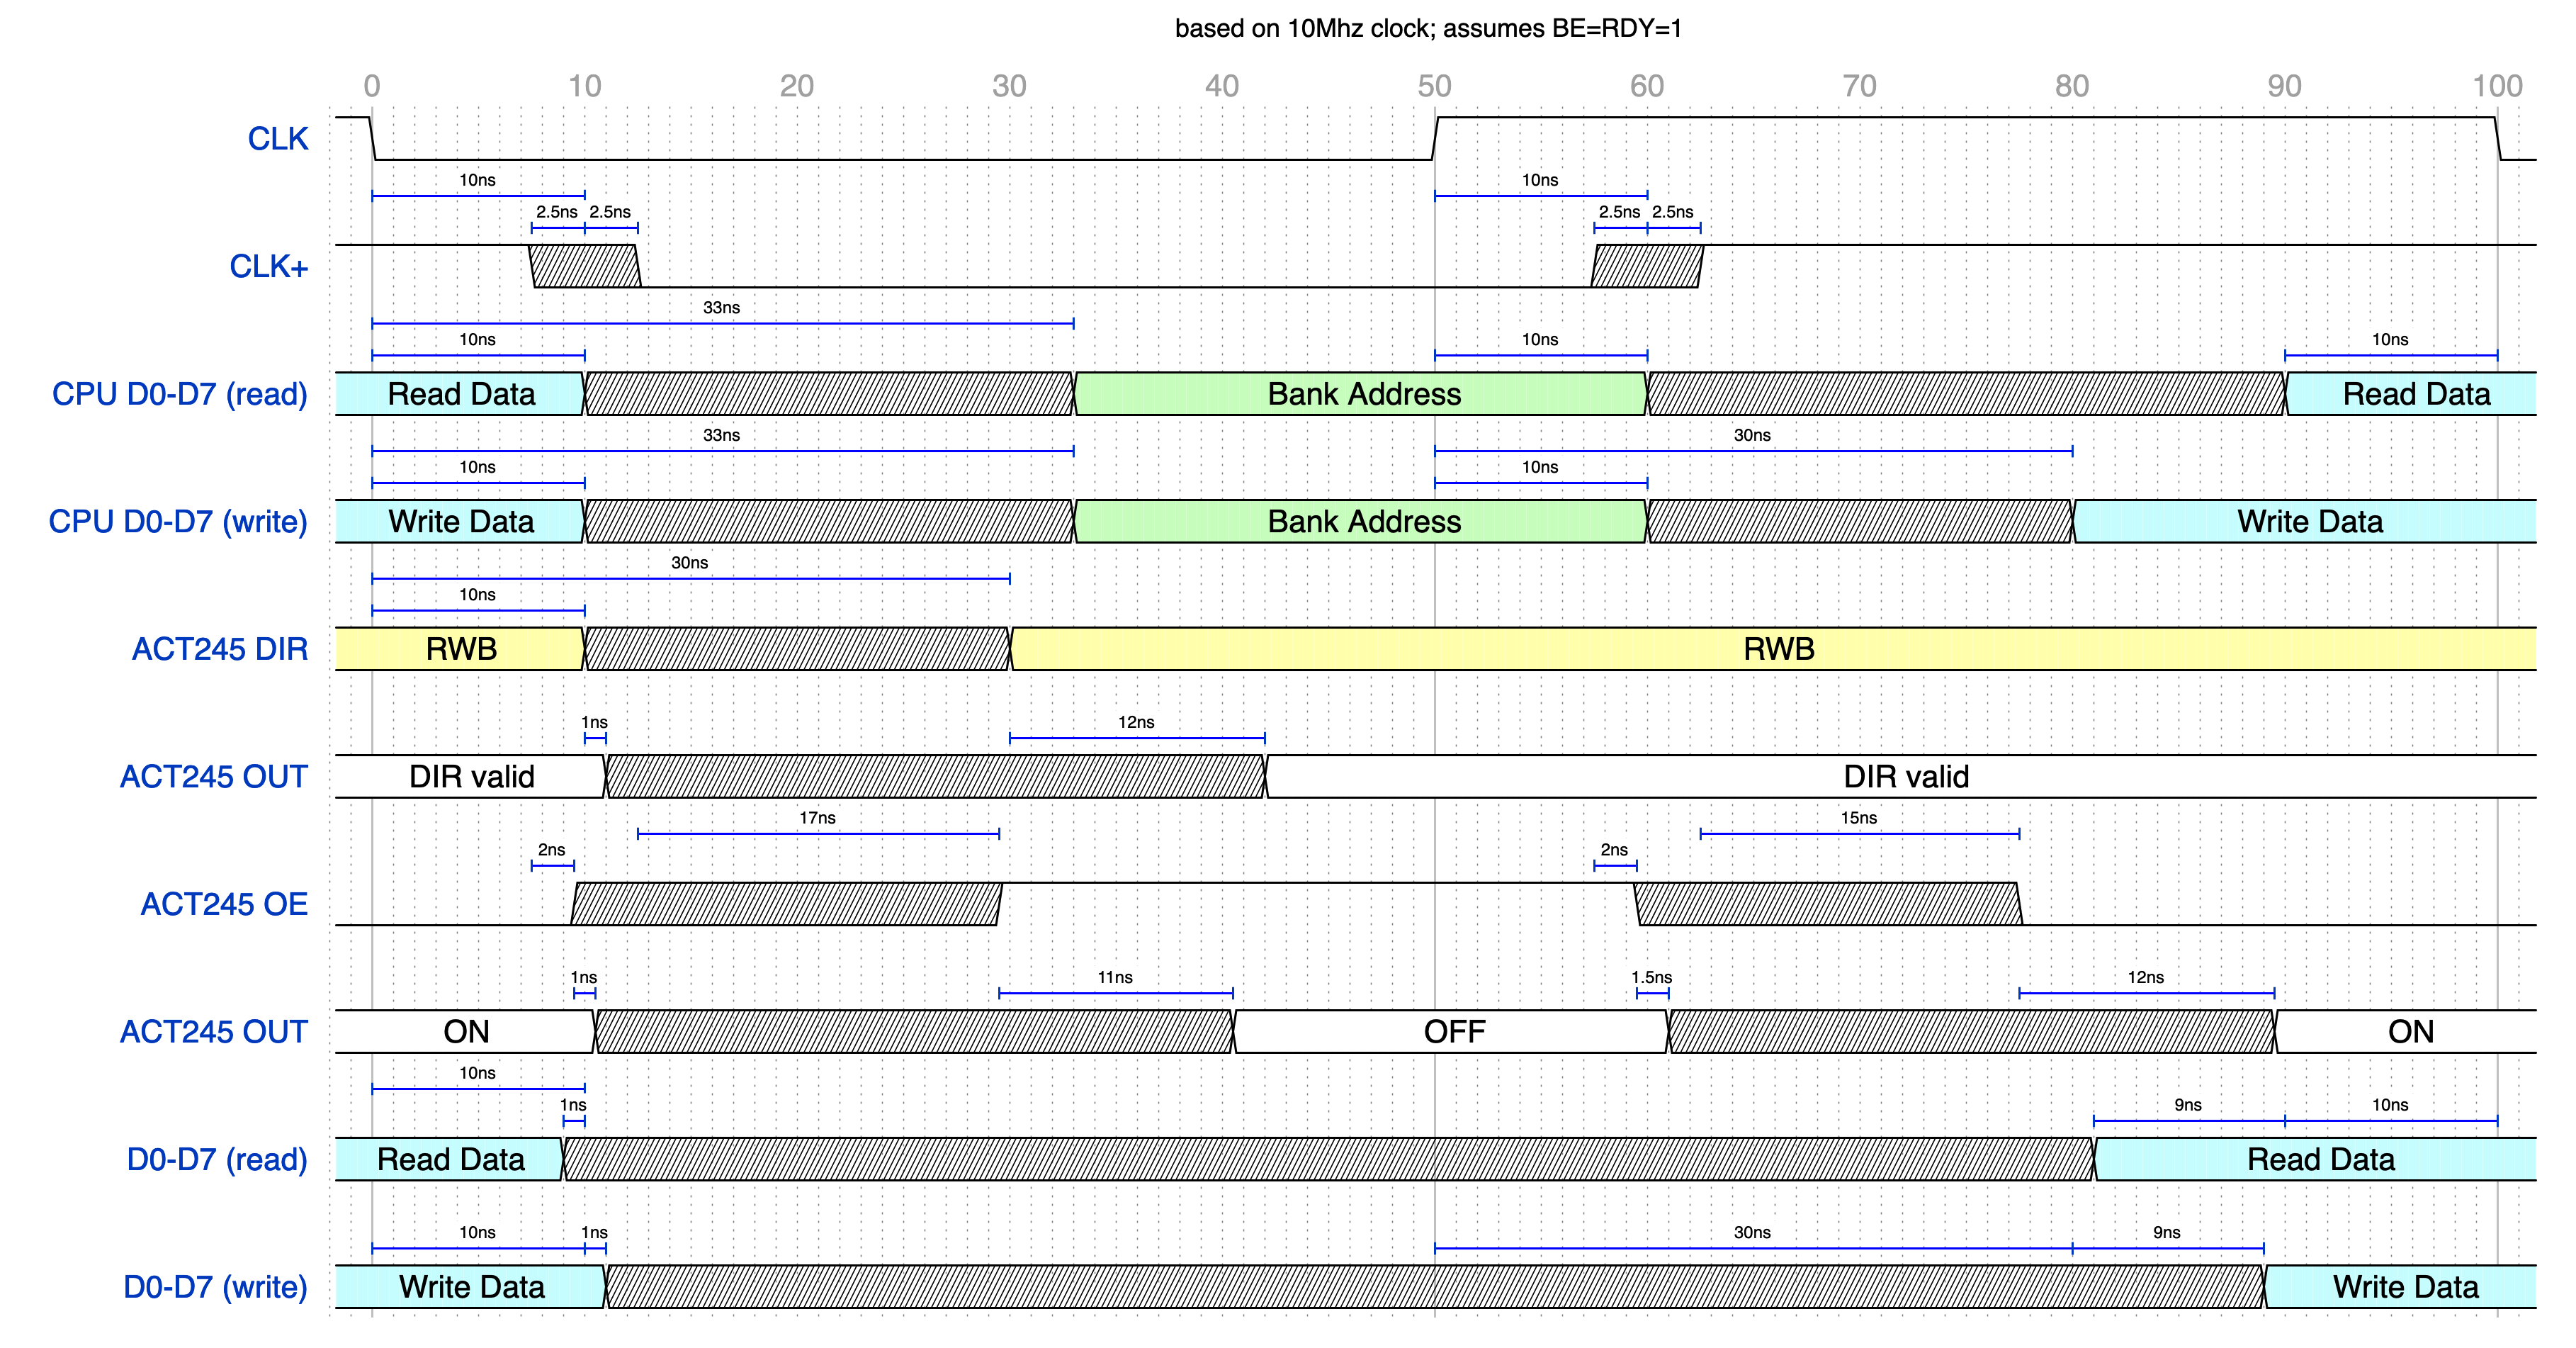 based on 10Mhz clock; assumes BE=RDY=1
0 10 20 30 40 50 60 70 80 90 100
CLK
10ns 10ns
2.5ns 2.5ns 2.5ns 2.5ns
CLK+
33ns
10ns 10ns 10ns
CPU D0-D7 (read) Read Data Bank Address Read Data
33ns 30ns
10ns 10ns
CPU D0-D7 (write) Write Data Bank Address Write Data
30ns
10ns
ACT245 DIR RWB RWB
1ns 12ns
ACT245 OUT DIR valid DIR valid
17ns 15ns
2ns 2ns
ACT245 OE
1ns 11ns 1.5ns 12ns
ACT245 OUT ON OFF ON
10ns
1ns 9ns 10ns
D0-D7 (read) Read Data Read Data
10ns 1ns 30ns 9ns
D0-D7 (write) Write Data Write Data